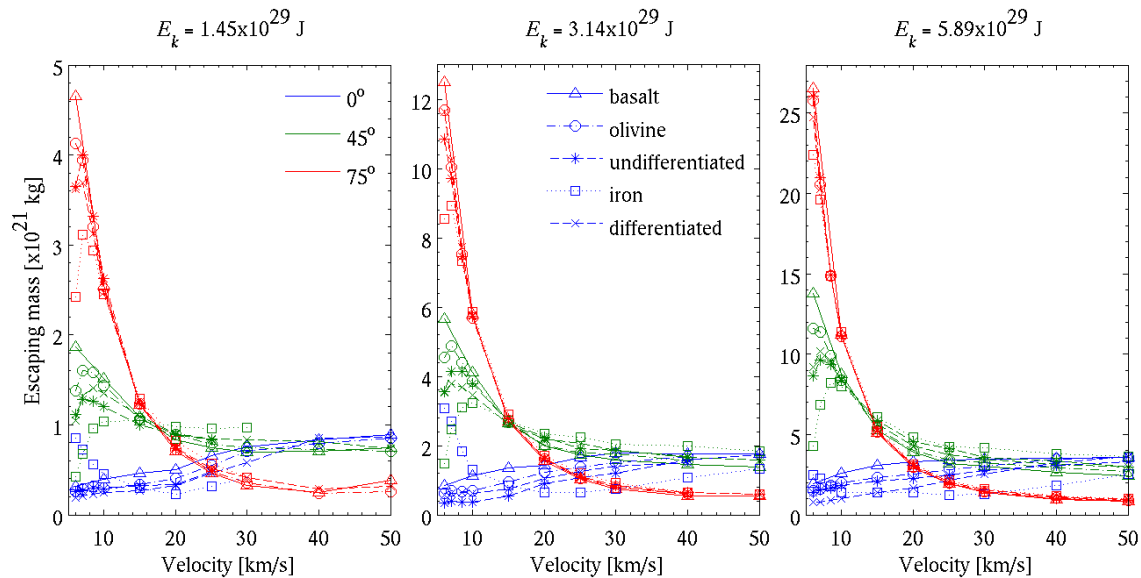 E_k = 1.45x10^29 J
E_k = 3.14x10^29 J
E_k = 5.89x10^29 J
Escaping mass [x10^21 kg]
5
4
3
2
1
0
0°
45°
75°
10 20 30 40 50
Velocity [km/s]
12
10
8
6
4
2
0
basalt
olivine
undifferentiated
iron
differentiated
10 20 30 40 50
Velocity [km/s]
25
20
15
10
5
0
10 20 30 40 50
Velocity [km/s]